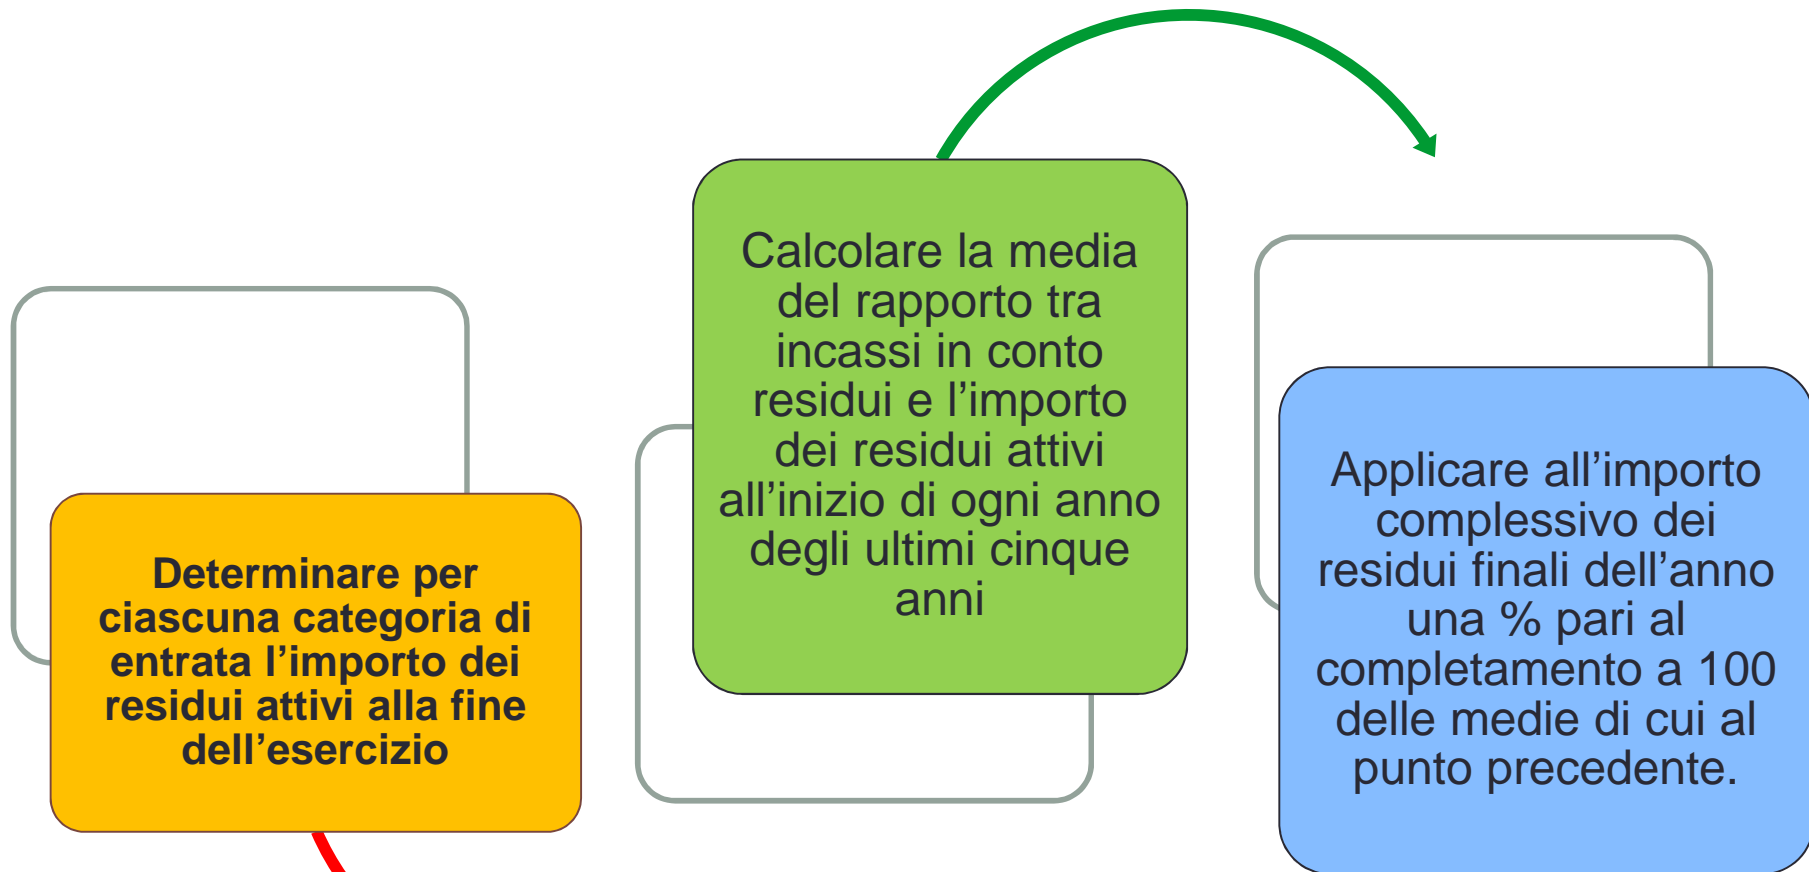 Determinare per
ciascuna categoria di
entrata l’importo dei
residui attivi alla fine
dell’esercizio
Calcolare la media
del rapporto tra
incassi in conto
residui e l’importo
dei residui attivi
all’inizio di ogni anno
degli ultimi cinque
anni
Applicare all’importo
complessivo dei
residui finali dell’anno
una % pari al
completamento a 100
delle medie di cui al
punto precedente.